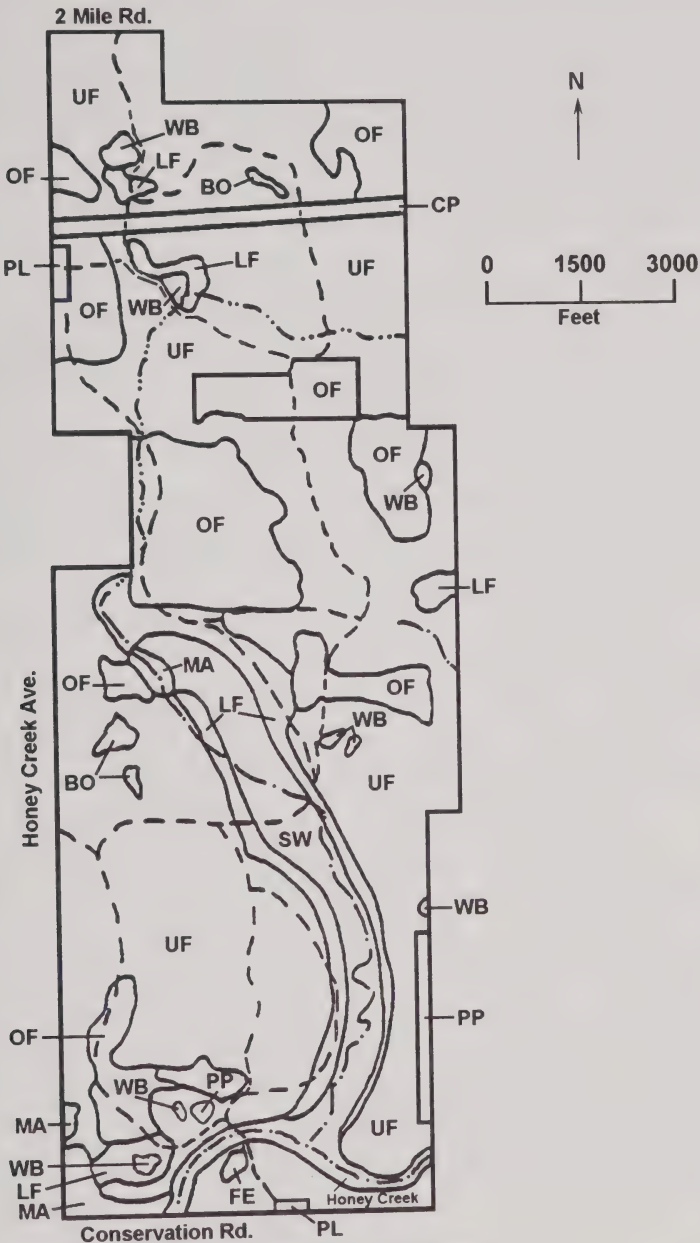 2 Mile Rd.
N
UF
WB
OF
LF
OF
BO
CP
PL
LF
UF
0 1500 3000
Feet
WB
OF
UF
OF
OF
WB
OF
LF
MA
OF
LF
OF
WB
BO
UF
Honey Creek Ave.
SW
WB
UF
PP
OF
WB
PP
MA
UF
WB
LF
FE
Honey Creek
MA
Conservation Rd.
PL